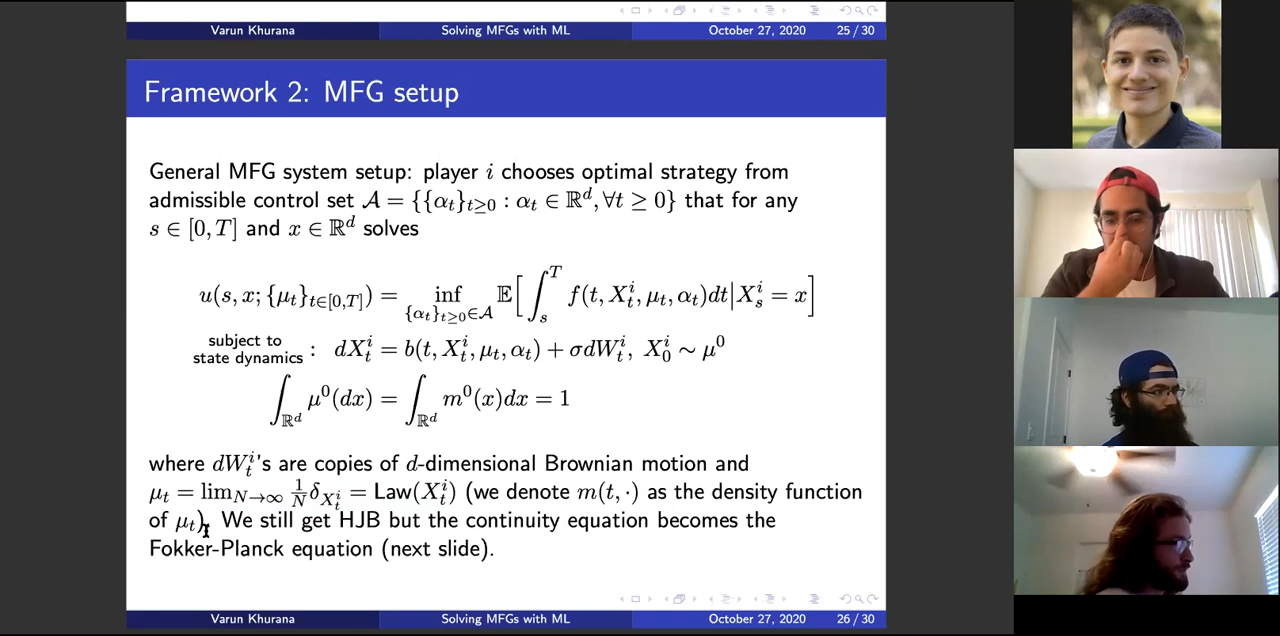 Varun Khurana Solving MFGs with ML October 27, 2020 25 / 30
Framework 2: MFG setup
General MFG system setup: player i chooses optimal strategy from
admissible control set 𝒜 = {{α_t}_{t≥0} : α_t ∈ ℝ^d, ∀t ≥ 0} that for any
s ∈ [0, T] and x ∈ ℝ^d solves
u(s, x; {μ_t}_{t∈[0,T]}) = inf_{{α_t}_{t≥0}∈𝒜} 𝔼[∫_s^T f(t, X_t^i, μ_t, α_t)dt|X_s^i = x]
subject to
state dynamics : dX_t^i = b(t, X_t^i, μ_t, α_t) + σdW_t^i, X_0^i ∼ μ^0
∫_{ℝ^d} μ^0(dx) = ∫_{ℝ^d} m^0(x)dx = 1
where dW_t^i's are copies of d-dimensional Brownian motion and
μ_t = lim_{N→∞} 1/N δ_{X_t^i} = Law(X_t^i) (we denote m(t, ·) as the density function
of μ_t). We still get HJB but the continuity equation becomes the
Fokker-Planck equation (next slide).
Varun Khurana Solving MFGs with ML October 27, 2020 26 / 30